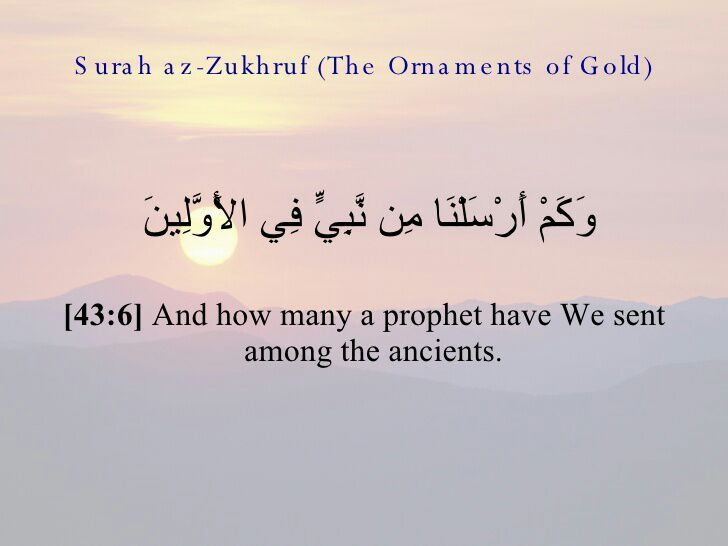 Surah az-Zukhruf (The Ornaments of Gold)
وَكَمْ أَرْسَلْنَا مِن نَّبِيٍّ فِي الأَوَّلِينَ
[43:6] And how many a prophet have We sent
among the ancients.